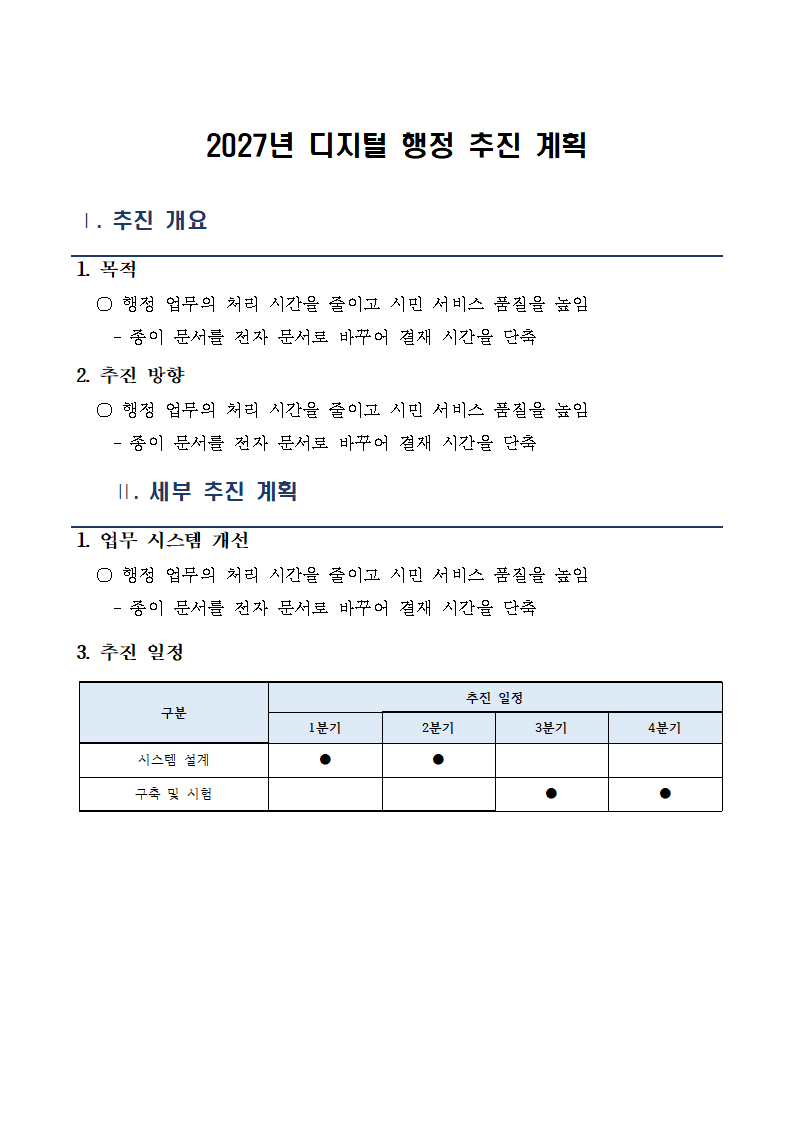 2027년 디지털 행정 추진 계획
Ⅰ. 추진 개요
1. 목적
○ 행정 업무의 처리 시간을 줄이고 시민 서비스 품질을 높임
- 종이 문서를 전자 문서로 바꾸어 결재 시간을 단축
2. 추진 방향
○ 행정 업무의 처리 시간을 줄이고 시민 서비스 품질을 높임
- 종이 문서를 전자 문서로 바꾸어 결재 시간을 단축
Ⅱ. 세부 추진 계획
1. 업무 시스템 개선
○ 행정 업무의 처리 시간을 줄이고 시민 서비스 품질을 높임
- 종이 문서를 전자 문서로 바꾸어 결재 시간을 단축
3. 추진 일정
구분 추진 일정
1분기 2분기 3분기 4분기
시스템 설계 ● ●
구축 및 시험 ● ●